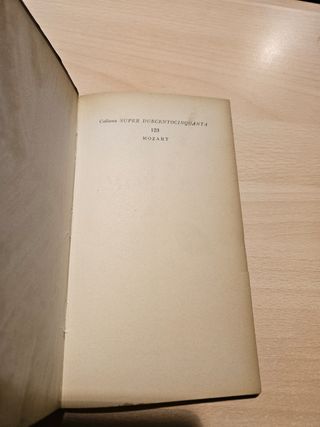 Collana SUPER DUECENTOCINQUANTA
123
MOZART